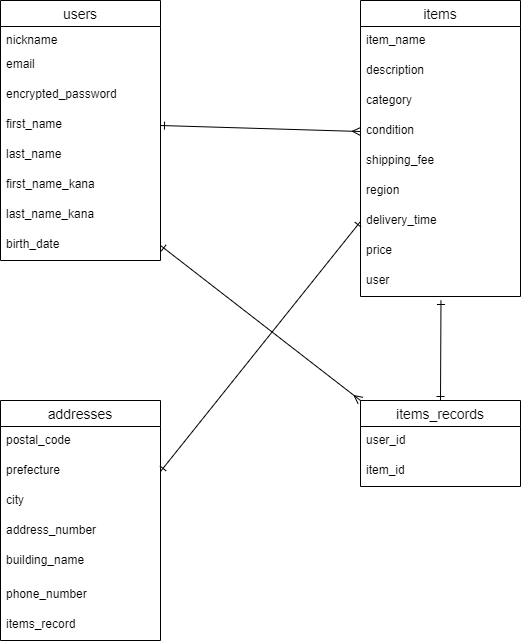 users
nickname
email
encrypted_password
first_name
last_name
first_name_kana
last_name_kana
birth_date
items
item_name
description
category
condition
shipping_fee
region
delivery_time
price
user
addresses
postal_code
prefecture
city
address_number
building_name
phone_number
items_record
items_records
user_id
item_id